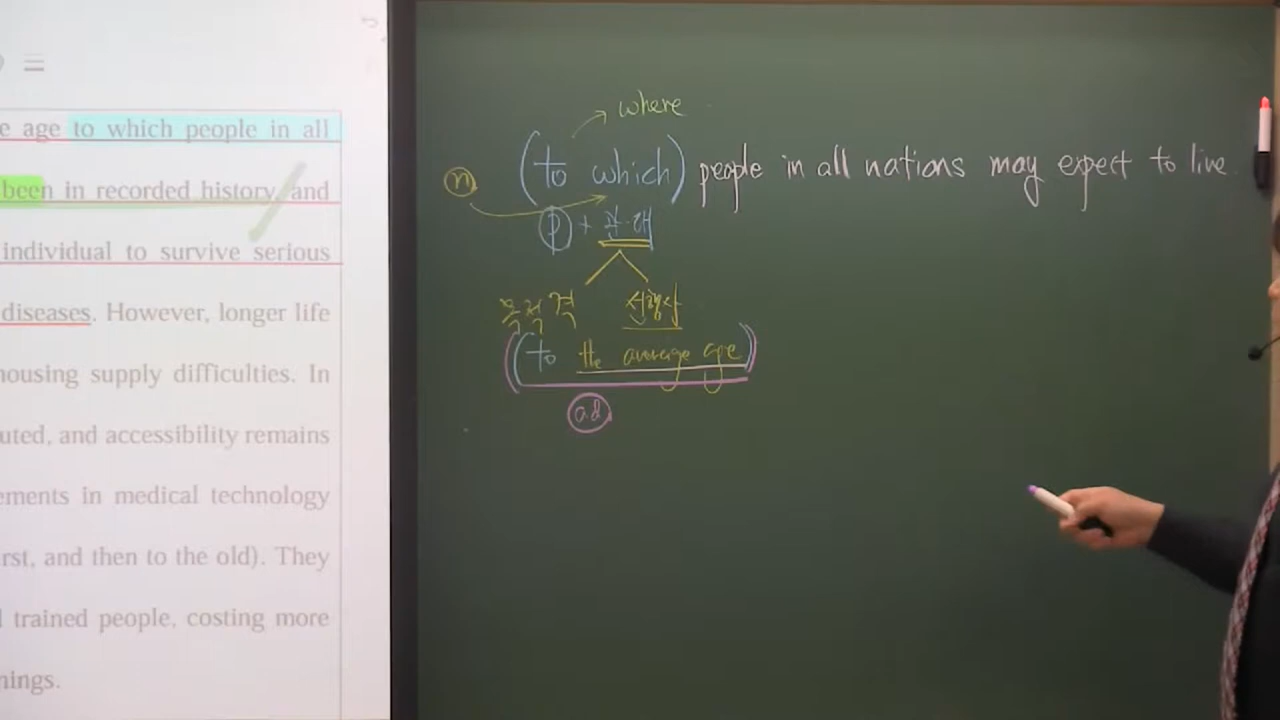 e age to which people in all
been in recorded history and
individual to survive serious
diseases. However, longer life
housing supply difficulties. In
uted, and accessibility remains
ements in medical technology
rst, and then to the old). They
trained people, costing more
nings.
where
n (to which) people in all nations may expect to live.
p + 관·대
목적격 선행사
(to the average age)
ad